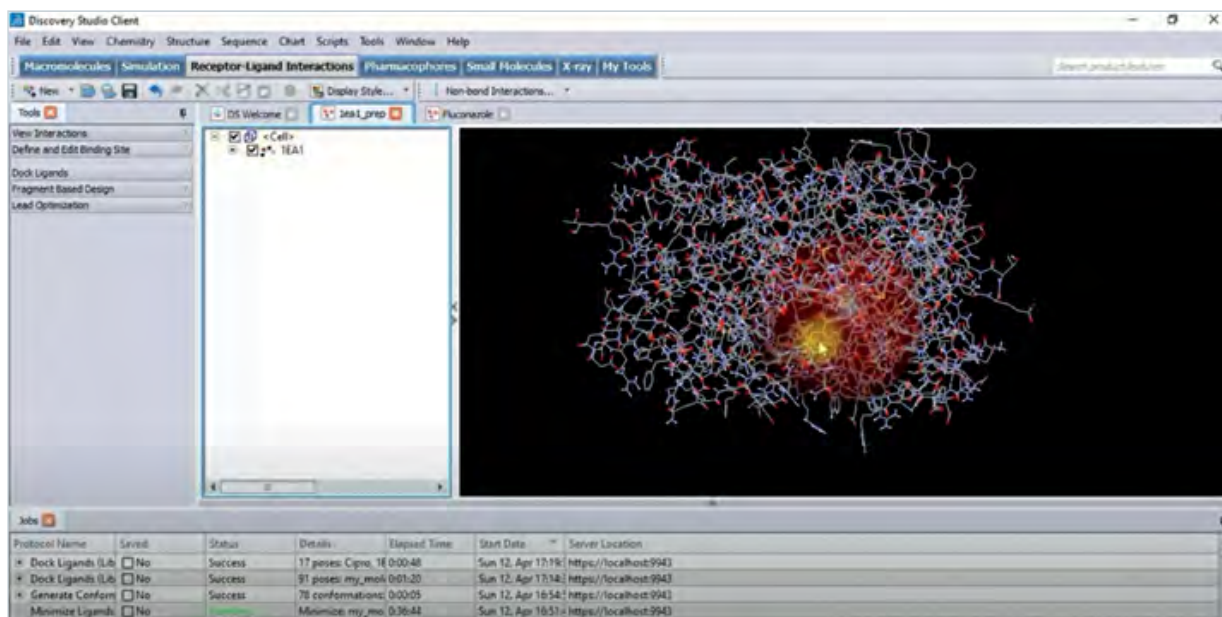 Discovery Studio Client
File Edit View Chemistry Structure Sequence Chart Scripts Tools Window Help
Macromolecules Simulation Receptor-Ligand Interactions Pharmacophores Small Molecules X-ray My Tools
New Display Style... Non-bond Interactions...
Tools DS Welcome 1ea1_prep Fluconazole
View Interactions
Define and Edit Binding Site
Dock Ligands
Fragment Based Design
Lead Optimization
<Cell>
1EA1
Jobs
Protocol Name Saved Status Details Elapsed Time Start Date Server Location
Dock Ligands (Lib No Success 17 poses: Cipro, 1E 0:00:48 Sun 12, Apr 17:19: https://localhost:9943
Dock Ligands (Lib No Success 91 poses: my_mol 0:01:20 Sun 12, Apr 17:14: https://localhost:9943
Generate Conform No Success 78 conformations: 0:00:05 Sun 12, Apr 16:54: https://localhost:9943
Minimize Ligands No Minimize: my_mo 0:36:44 Sun 12, Apr 16:51: https://localhost:9943